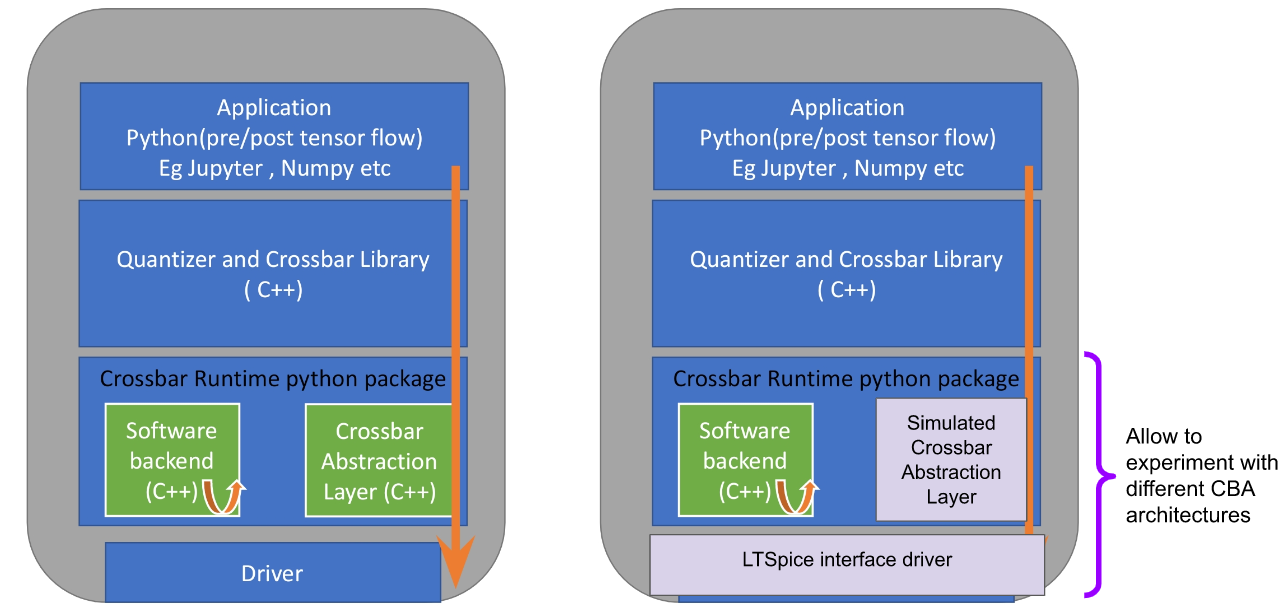 Application
Python(pre/post tensor flow)
Eg Jupyter , Numpy etc
Quantizer and Crossbar Library
( C++)
Crossbar Runtime python package
Software
backend
(C++)
Crossbar
Abstraction
Layer (C++)
Driver
Application
Python(pre/post tensor flow)
Eg Jupyter , Numpy etc
Quantizer and Crossbar Library
( C++)
Crossbar Runtime python package
Software
backend
(C++)
Simulated
Crossbar
Abstraction
Layer
LTSpice interface driver
Allow to
experiment with
different CBA
architectures